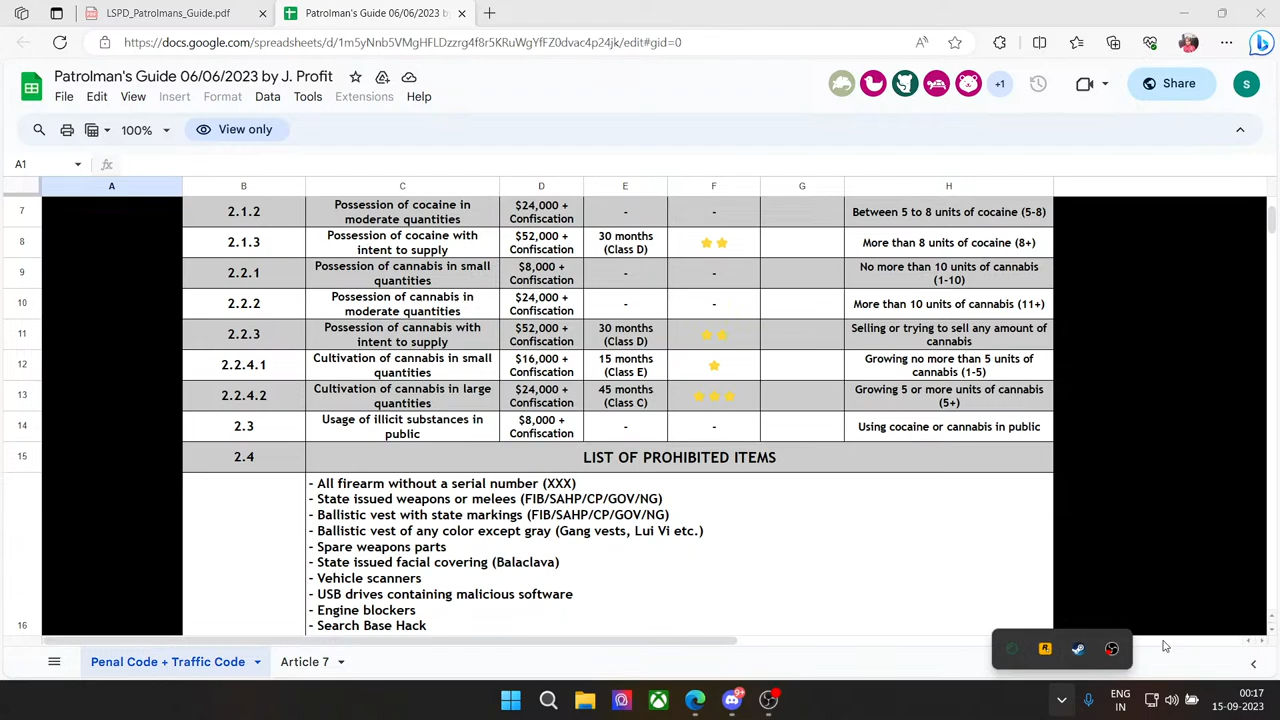 LSPD_Patrolmans_Guide.pdf
Patrolman's Guide 06/06/2023 b
https://docs.google.com/spreadsheets/d/1m5yNnb5VMgHFLDzzrg4f8r5KRuWgYfFZ0dvac4p24jk/edit#gid=0
Patrolman's Guide 06/06/2023 by J. Profit
+1
Share
S
File Edit View Insert Format Data Tools Extensions Help
100%
View only
A1
fx
A B C D E F G H
7 2.1.2 Possession of cocaine in moderate quantities $24,000 + Confiscation - - Between 5 to 8 units of cocaine (5-8)
8 2.1.3 Possession of cocaine with intent to supply $52,000 + Confiscation 30 months (Class D) ★★ More than 8 units of cocaine (8+)
9 2.2.1 Possession of cannabis in small quantities $8,000 + Confiscation - - No more than 10 units of cannabis (1-10)
10 2.2.2 Possession of cannabis in moderate quantities $24,000 + Confiscation - - More than 10 units of cannabis (11+)
11 2.2.3 Possession of cannabis with intent to supply $52,000 + Confiscation 30 months (Class D) ★★ Selling or trying to sell any amount of cannabis
12 2.2.4.1 Cultivation of cannabis in small quantities $16,000 + Confiscation 15 months (Class E) ★ Growing no more than 5 units of cannabis (1-5)
13 2.2.4.2 Cultivation of cannabis in large quantities $24,000 + Confiscation 45 months (Class C) ★★★ Growing 5 or more units of cannabis (5+)
14 2.3 Usage of illicit substances in public $8,000 + Confiscation - - Using cocaine or cannabis in public
15 2.4 LIST OF PROHIBITED ITEMS
- All firearm without a serial number (XXX)
- State issued weapons or melees (FIB/SAHP/CP/GOV/NG)
- Ballistic vest with state markings (FIB/SAHP/CP/GOV/NG)
- Ballistic vest of any color except gray (Gang vests, Lui Vi etc.)
- Spare weapons parts
- State issued facial covering (Balaclava)
- Vehicle scanners
- USB drives containing malicious software
- Engine blockers
16 - Search Base Hack
Penal Code + Traffic Code Article 7
ENG
IN
00:17
15-09-2023